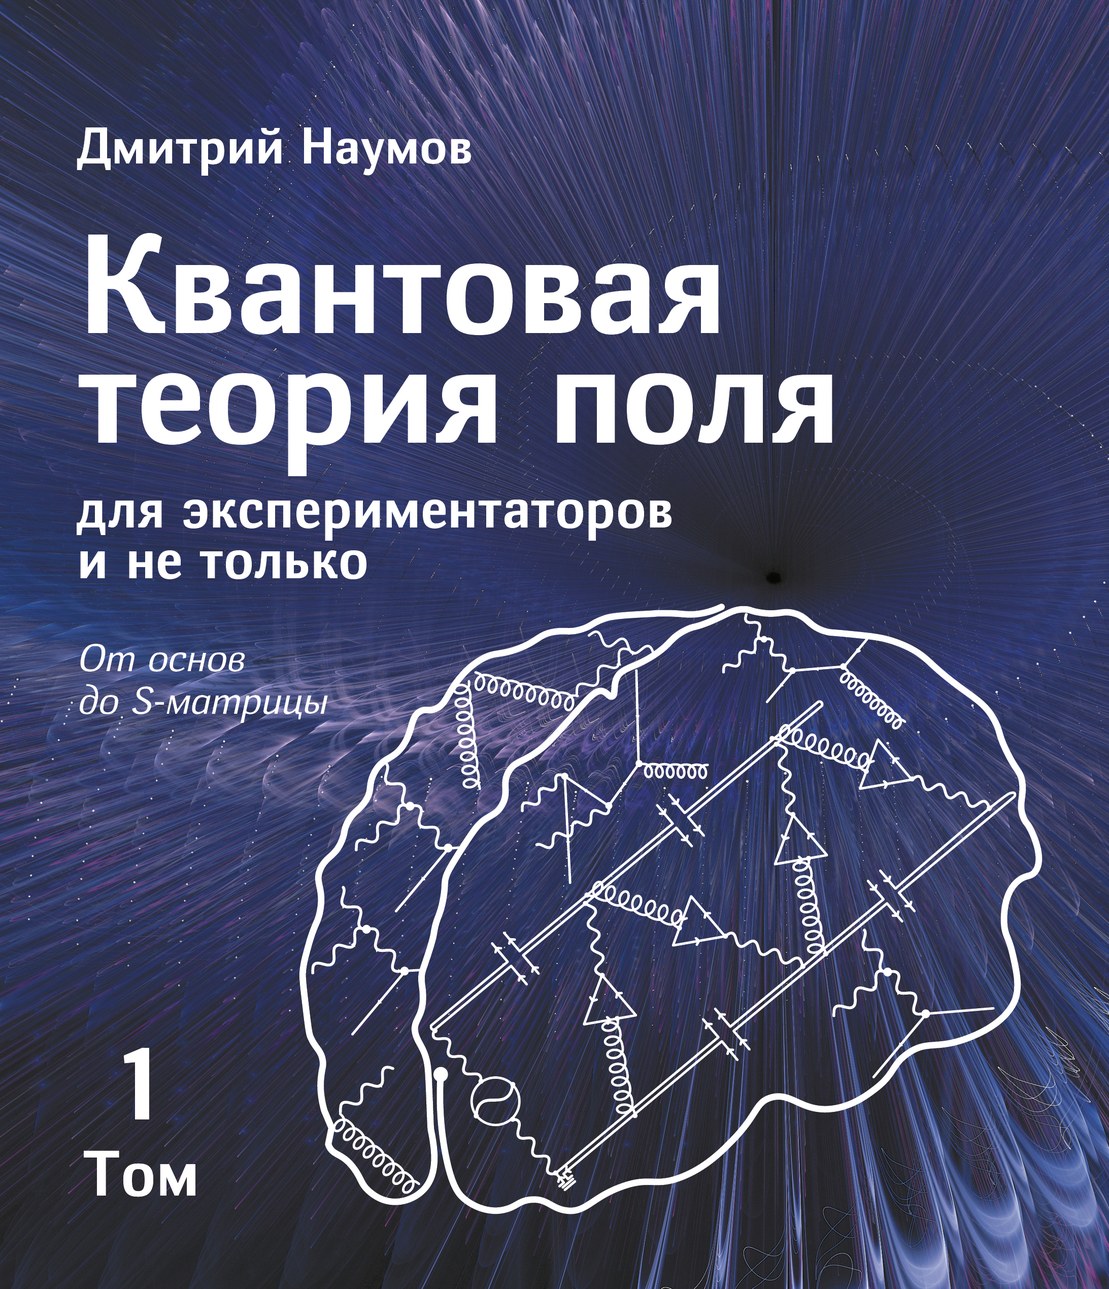 Дмитрий Наумов
Квантовая
теория поля
для экспериментаторов
и не только
От основ
до S-матрицы
1
Том